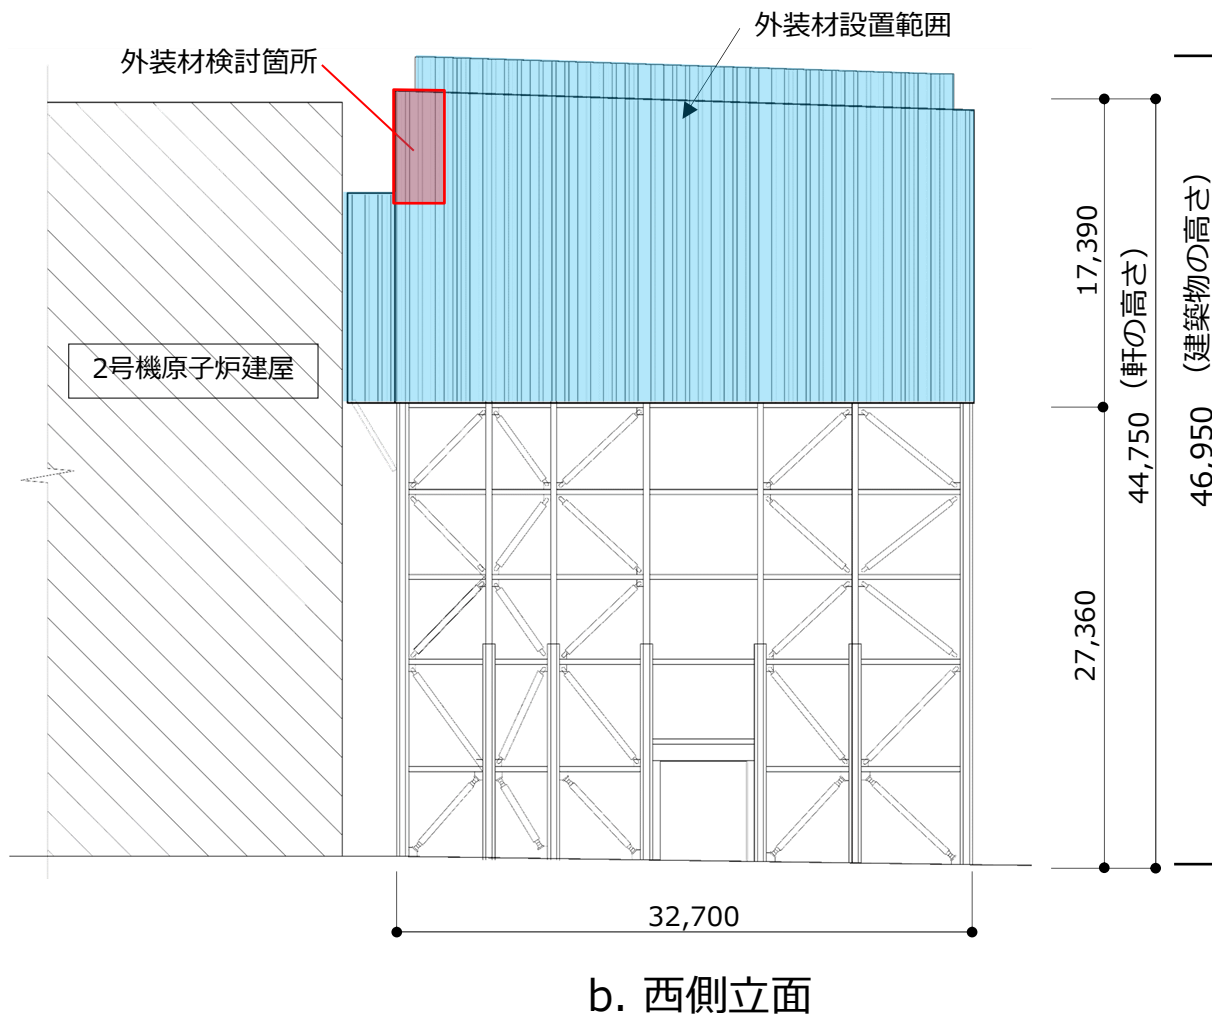 外装材設置範囲
外装材検討箇所
2号機原子炉建屋
17,390
27,360
44,750 （軒の高さ）
46,950 （建築物の高さ）
32,700
b. 西側立面